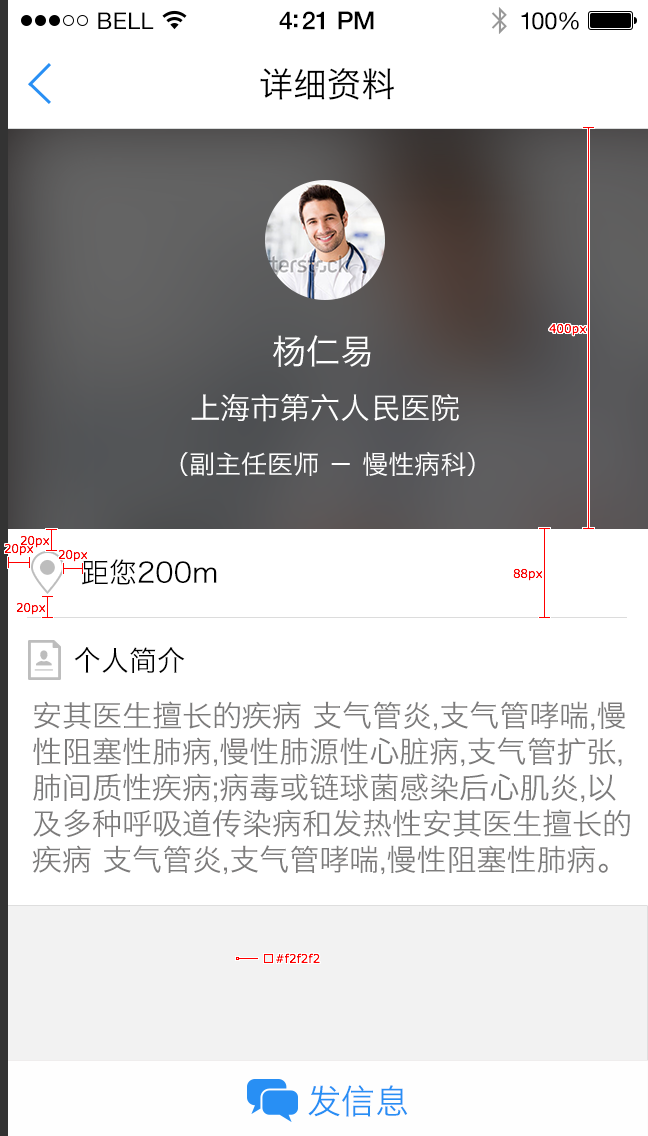 BELL 4:21 PM 100%
详细资料
terstock
杨仁易
上海市第六人民医院
（副主任医师 － 慢性病科）
400px
20px
20px
20px
距您200m
88px
20px
个人简介
安其医生擅长的疾病 支气管炎,支气管哮喘,慢
性阻塞性肺病,慢性肺源性心脏病,支气管扩张,
肺间质性疾病;病毒或链球菌感染后心肌炎,以
及多种呼吸道传染病和发热性安其医生擅长的
疾病 支气管炎,支气管哮喘,慢性阻塞性肺病。
#f2f2f2
发信息